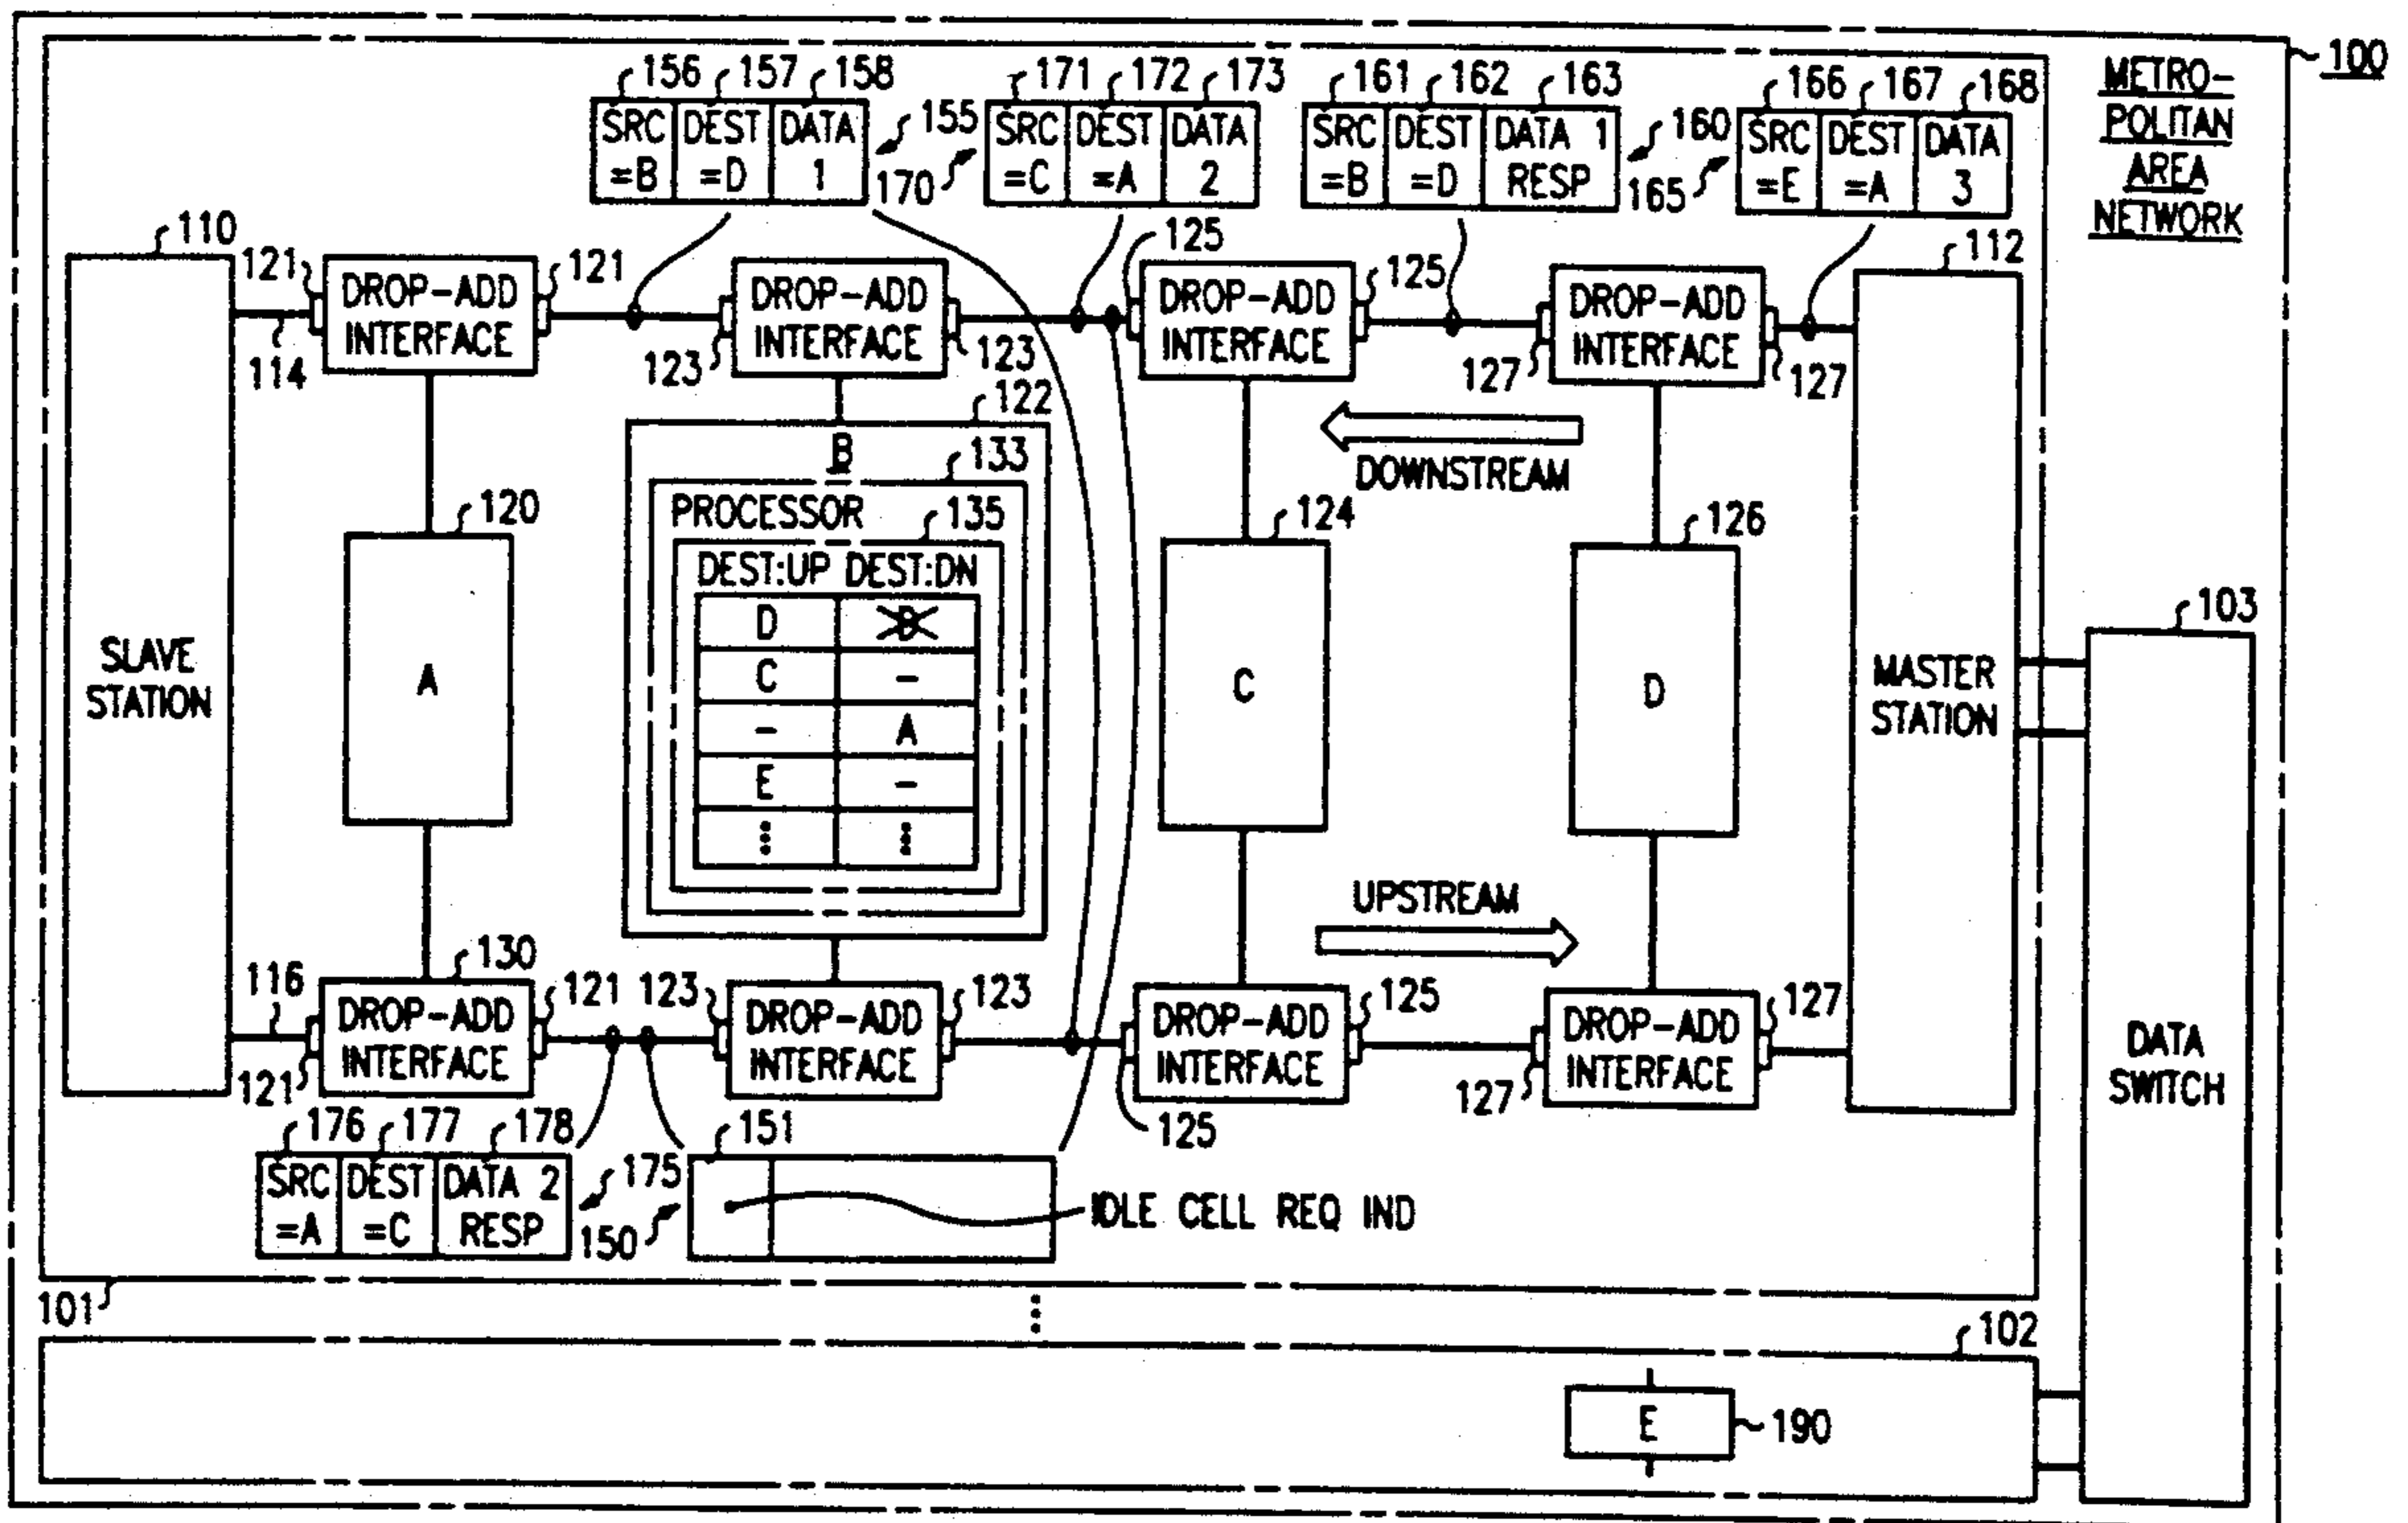 100
METRO-
POLITAN
AREA
NETWORK
156 157 158
SRC DEST DATA
=B =D 1
155
171 172 173
SRC DEST DATA
=C =A 2
170
161 162 163
SRC DEST DATA 1
=B =D RESP
160
166 167 168
SRC DEST DATA
=E =A 3
165
110
121 121
DROP-ADD
INTERFACE
114
123 123
DROP-ADD
INTERFACE
125 125
DROP-ADD
INTERFACE
127 127
DROP-ADD
INTERFACE
112
122
B
133
PROCESSOR
135
DEST:UP DEST:DN
D D
C -
- A
E -
⋮ ⋮
DOWNSTREAM
SLAVE
STATION
120
A
124
C
126
D
MASTER
STATION
103
DATA
SWITCH
UPSTREAM
116
130
121 121
DROP-ADD
INTERFACE
123 123
DROP-ADD
INTERFACE
125 125
DROP-ADD
INTERFACE
127 127
DROP-ADD
INTERFACE
176 177 178
SRC DEST DATA 2
=A =C RESP
175
151
150
IDLE CELL REQ IND
101
⋮
102
E
190